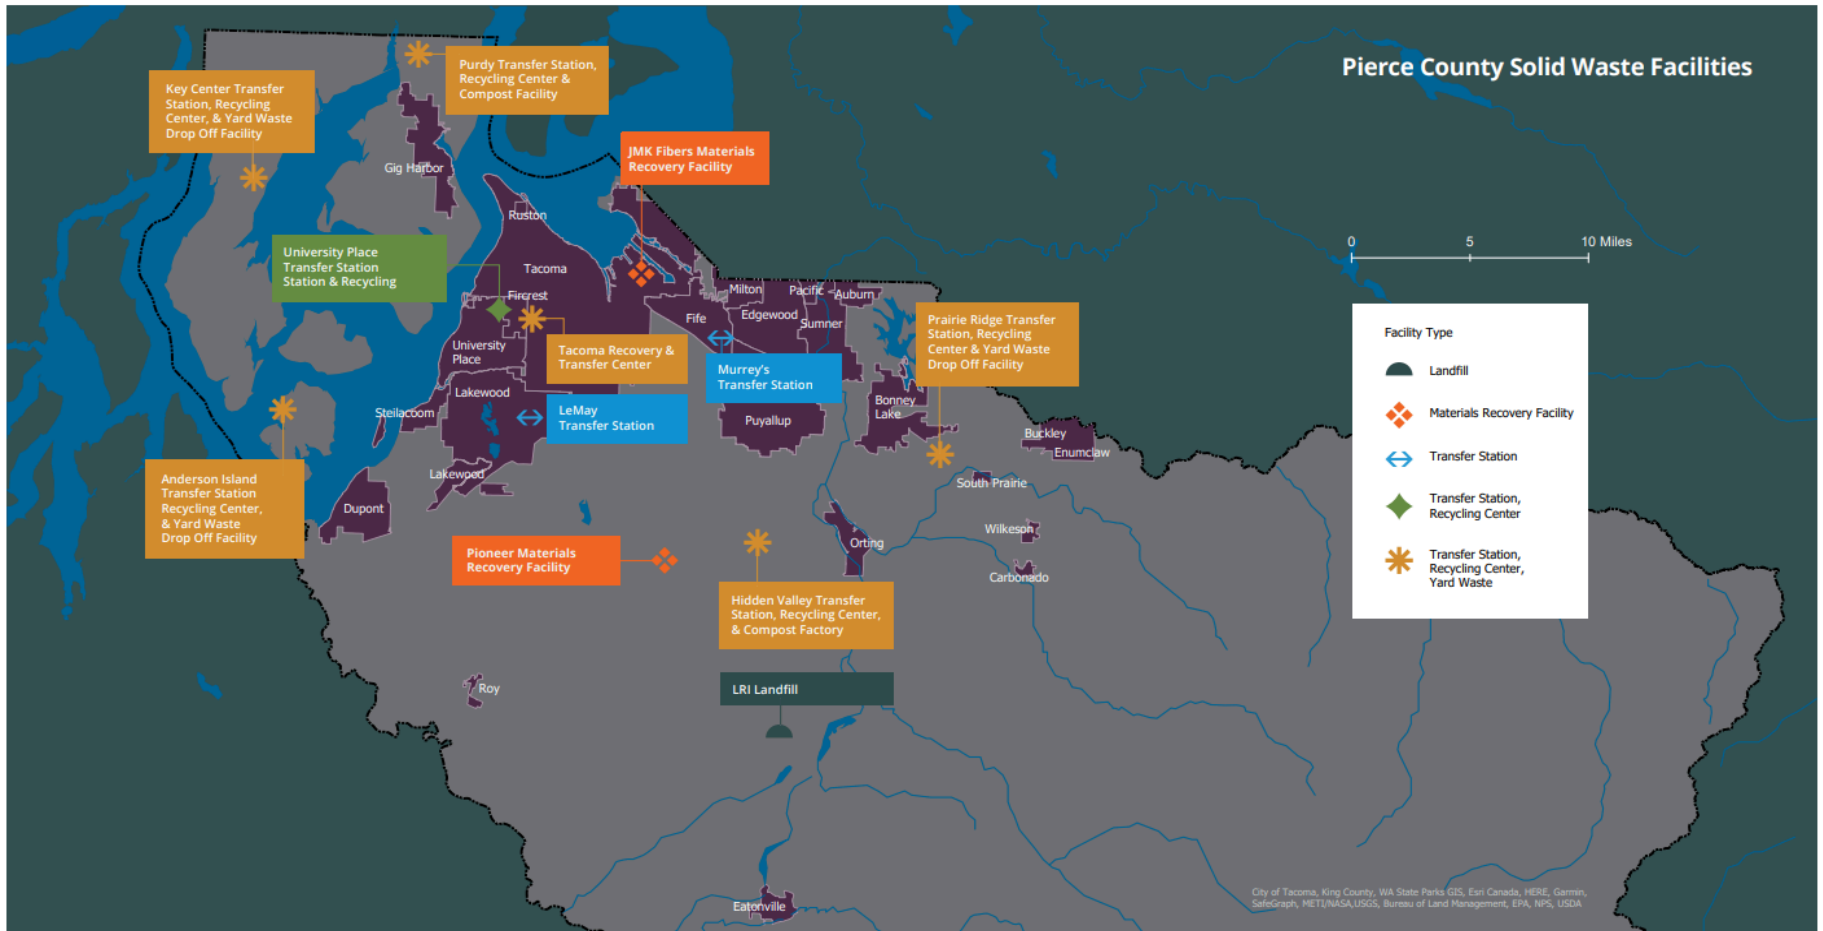 Pierce County Solid Waste Facilities
Key Center Transfer
Station, Recycling
Center, & Yard Waste
Drop Off Facility
Purdy Transfer Station,
Recycling Center &
Compost Facility
JMK Fibers Materials
Recovery Facility
Gig Harbor
Ruston
University Place
Transfer Station
Station & Recycling
Tacoma
Fircrest
0
5
10 Miles
Milton
Pacific
Auburn
Fife
Edgewood
Sumner
University
Place
Tacoma Recovery &
Transfer Center
Murrey's
Transfer Station
Prairie Ridge Transfer
Station, Recycling
Center & Yard Waste
Drop Off Facility
Lakewood
Steilacoom
LeMay
Transfer Station
Puyallup
Bonney
Lake
Buckley
Enumclaw
Lakewood
South Prairie
Anderson Island
Transfer Station
Recycling Center,
& Yard Waste
Drop Off Facility
Dupont
Wilkeson
Orting
Carbonado
Pioneer Materials
Recovery Facility
Hidden Valley Transfer
Station, Recycling Center,
& Compost Factory
Roy
LRI Landfill
Eatonville
Facility Type
Landfill
Materials Recovery Facility
Transfer Station
Transfer Station,
Recycling Center
Transfer Station,
Recycling Center,
Yard Waste
City of Tacoma, King County, WA State Parks GIS, Esri Canada, HERE, Garmin,
SafeGraph, METI/NASA,USGS, Bureau of Land Management, EPA, NPS, USDA